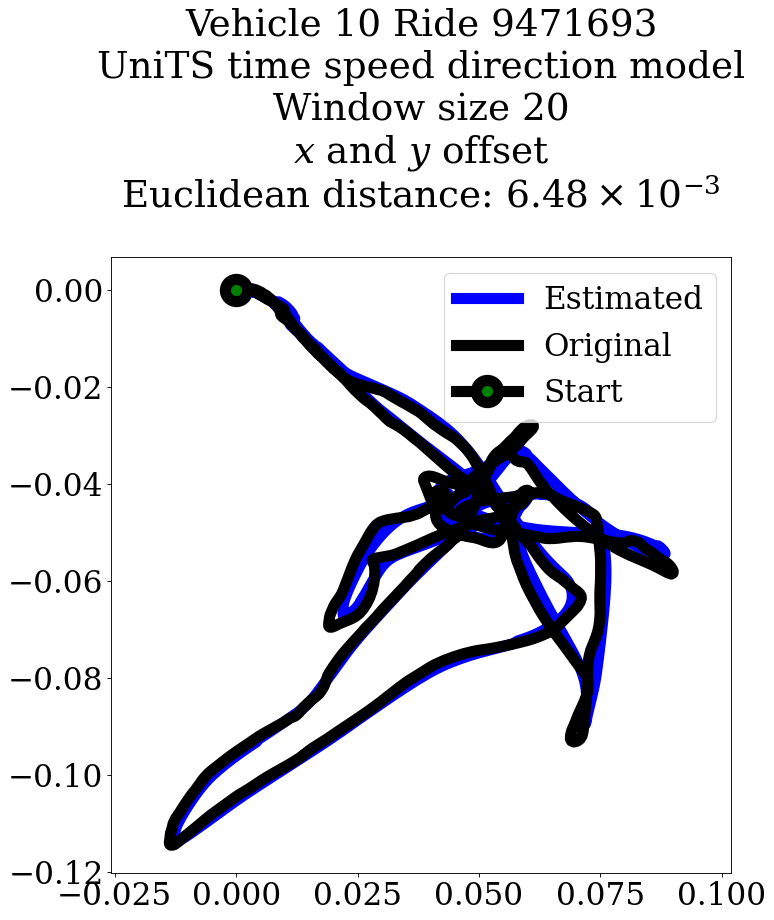 Vehicle 10 Ride 9471693
UniTS time speed direction model
Window size 20
x and y offset
Euclidean distance: 6.48 × 10⁻³
Estimated
Original
Start
0.00
−0.02
−0.04
−0.06
−0.08
−0.10
−0.12
−0.025 0.000 0.025 0.050 0.075 0.100